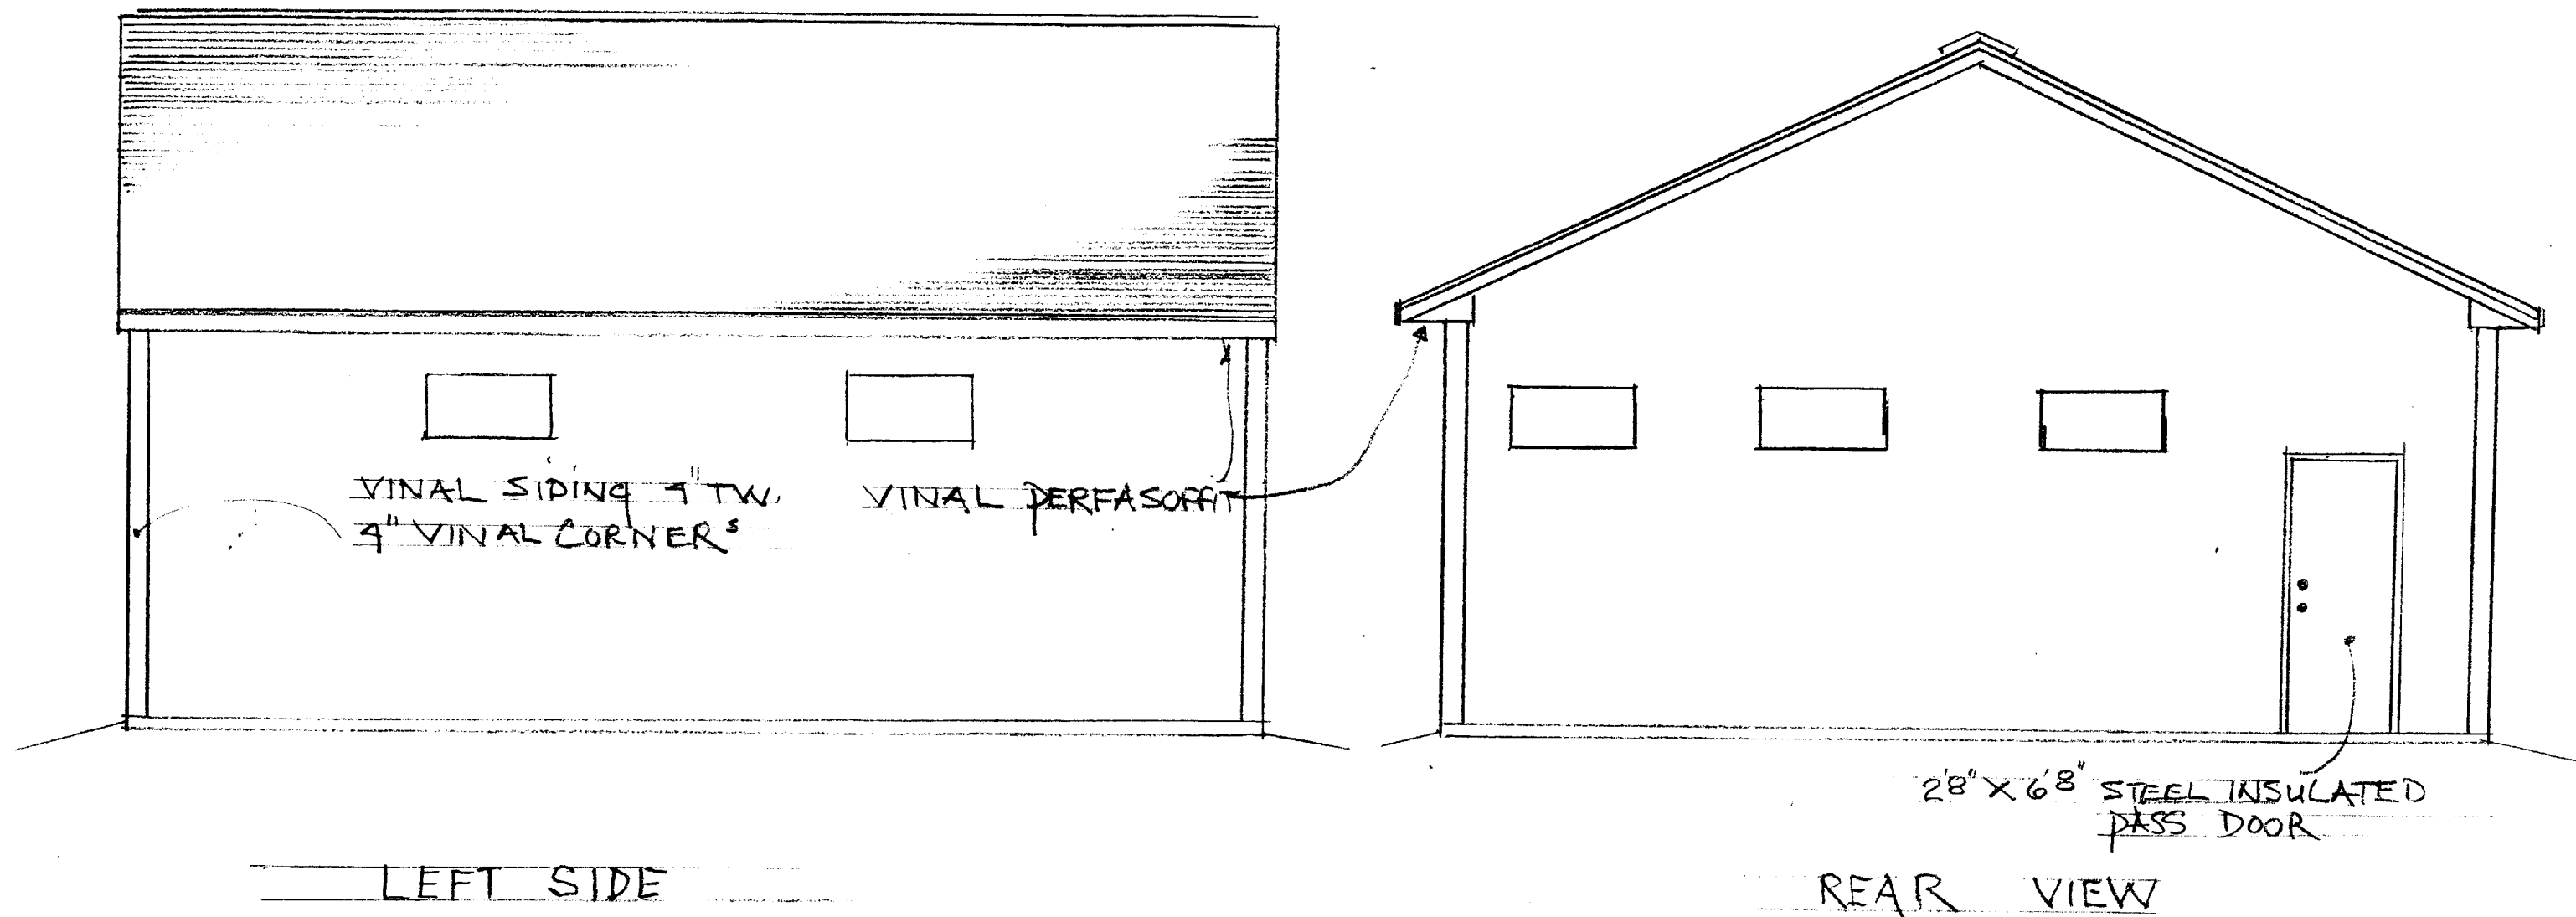 VINAL SIDING 4" TW.
4" VINAL CORNERS
VINAL PERFASOFFIT
2'8" X 6'8" STEEL INSULATED
PASS DOOR
LEFT SIDE
REAR VIEW